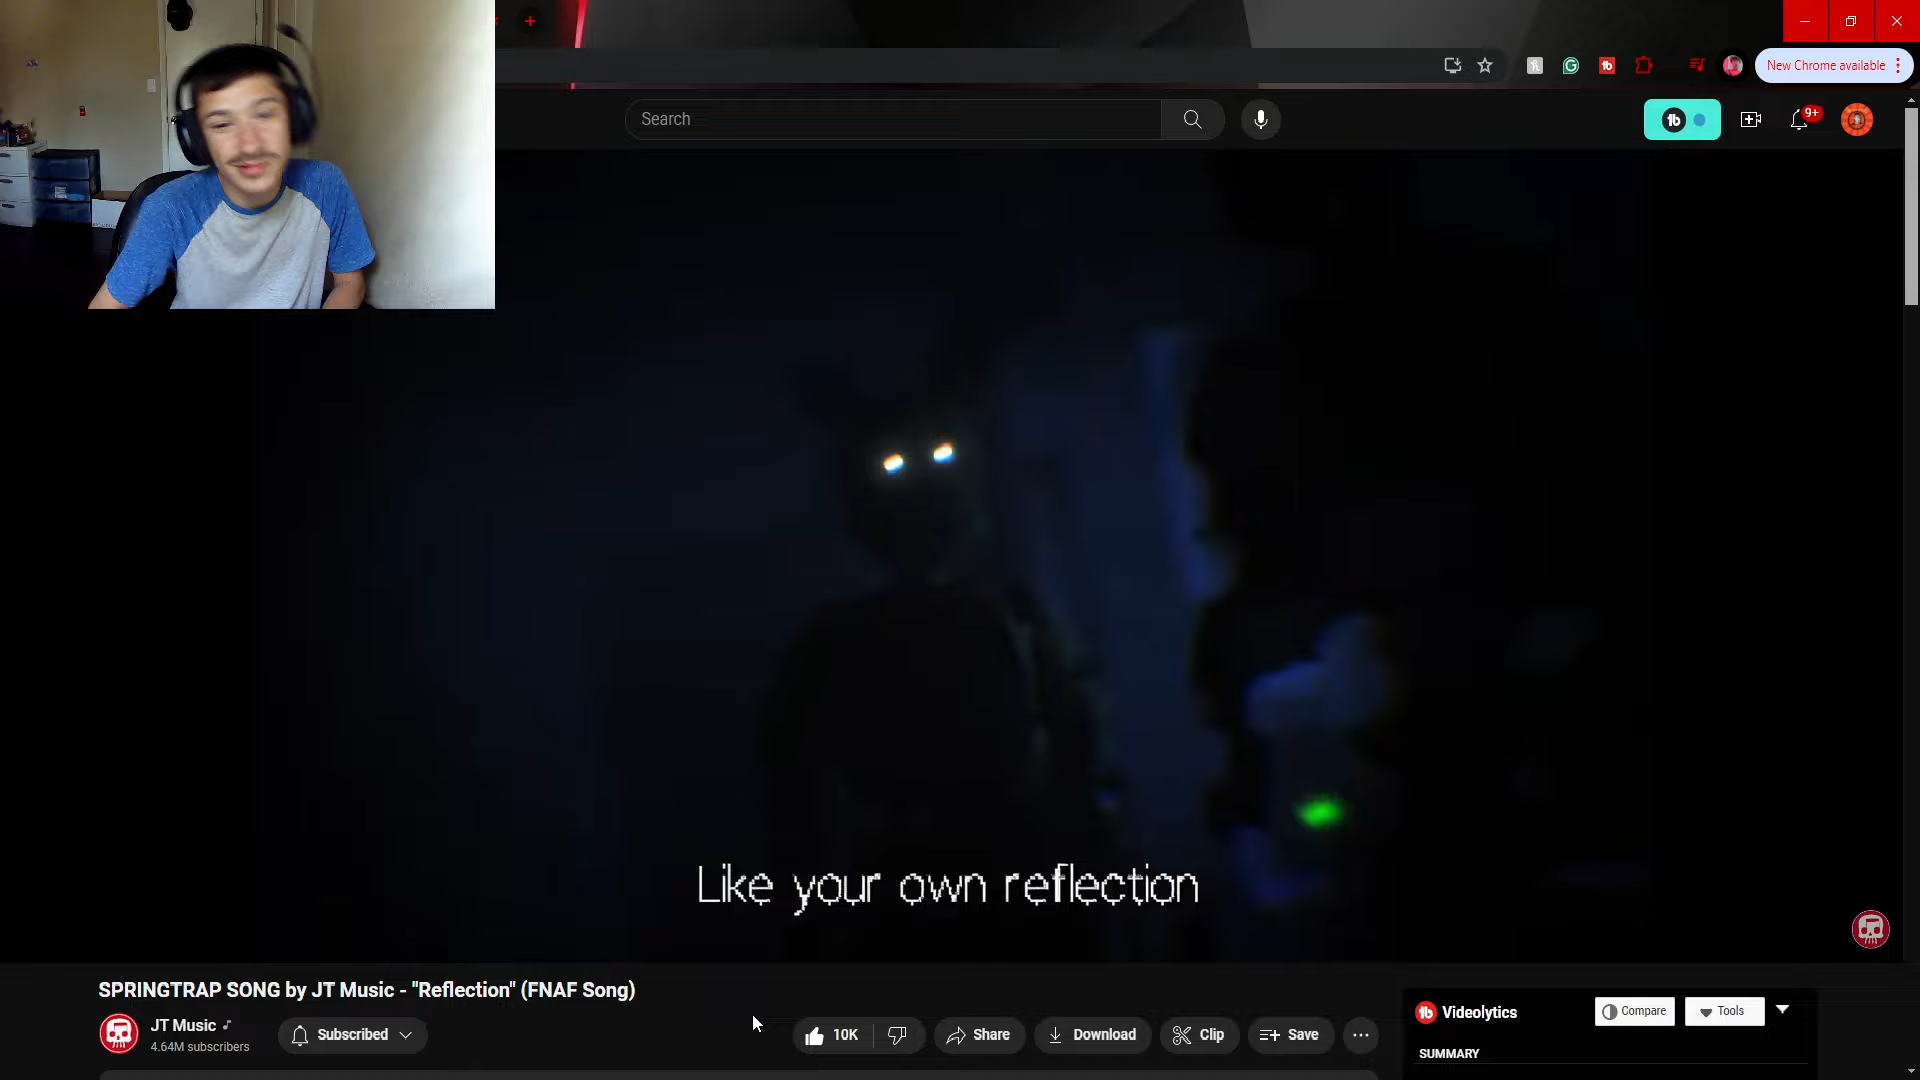 New Chrome available
Search
9+
Like your own reflection
SPRINGTRAP SONG by JT Music - "Reflection" (FNAF Song)
JT Music
4.64M subscribers
Subscribed
10K
Share
Download
Clip
Save
Videolytics
Compare
Tools
SUMMARY